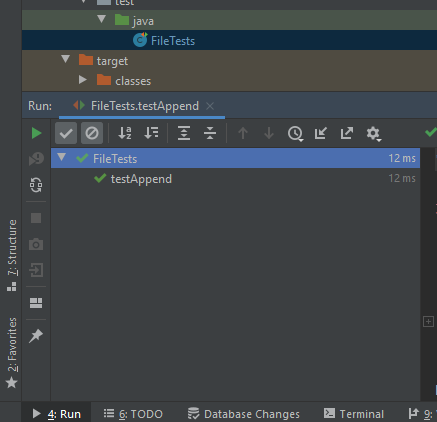 test
java
FileTests
target
classes
Run: FileTests.testAppend
FileTests 12 ms
testAppend 12 ms
7: Structure
2: Favorites
4: Run 6: TODO Database Changes Terminal 9: